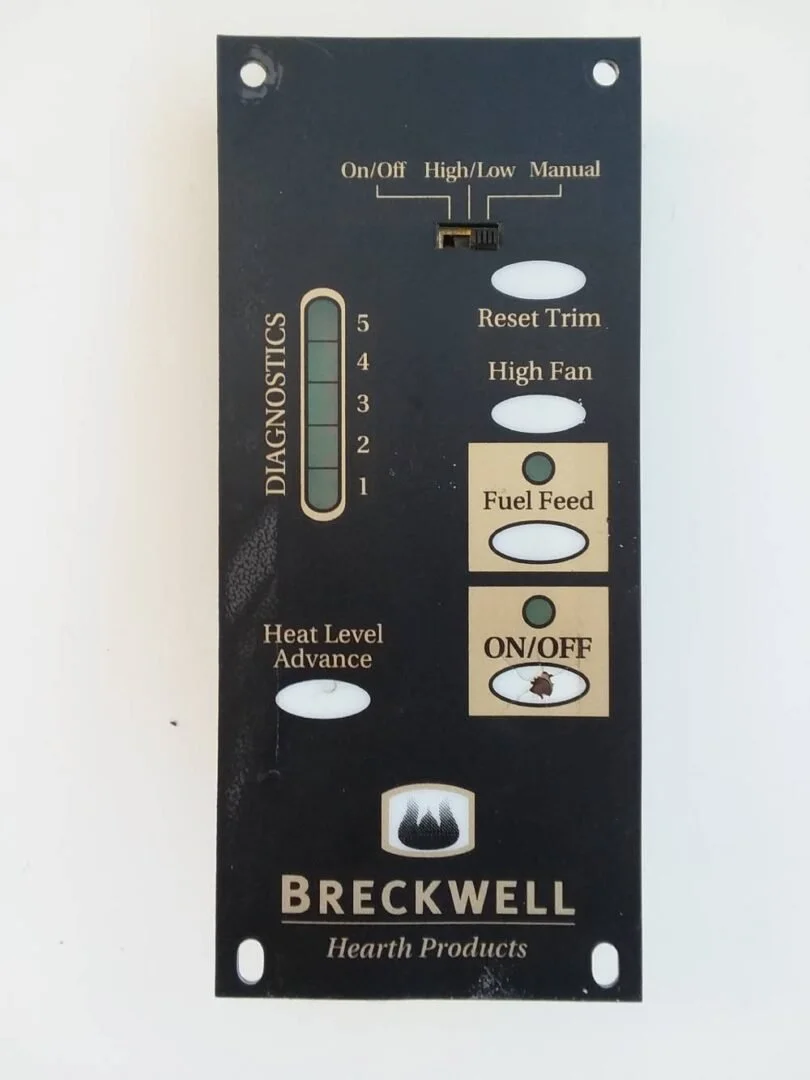 On/Off High/Low Manual
Reset Trim
High Fan
DIAGNOSTICS
5
4
3
2
1
Fuel Feed
Heat Level
Advance
ON/OFF
BRECKWELL
Hearth Products